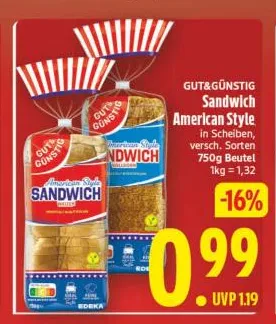 GUT&GÜNSTIG
Sandwich
American Style
in Scheiben,
versch. Sorten
750g Beutel
1kg = 1,32
-16%
0.99
UVP 1.19
GUT&
GÜNSTIG
American Style
SANDWICH
GUT&
GÜNSTIG
American Style
NDWICH
EDEKA